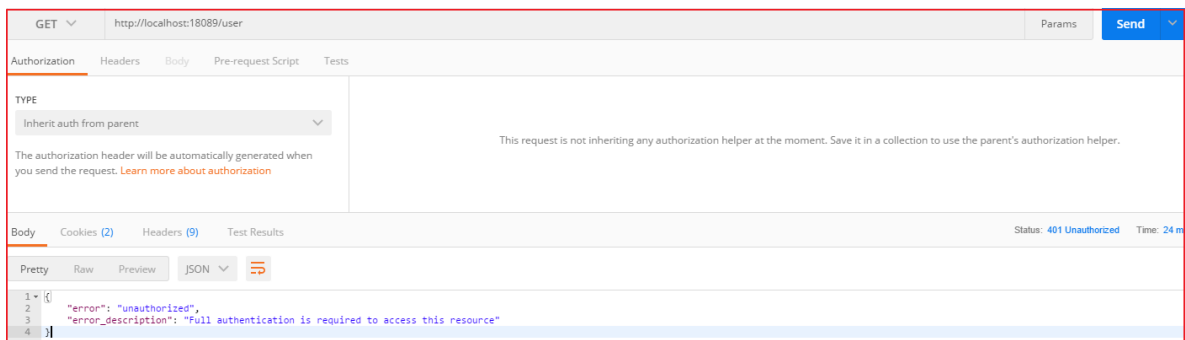 GET http://localhost:18089/user Params Send
Authorization Headers Body Pre-request Script Tests
TYPE
Inherit auth from parent
The authorization header will be automatically generated when
you send the request. Learn more about authorization
This request is not inheriting any authorization helper at the moment. Save it in a collection to use the parent's authorization helper.
Body Cookies (2) Headers (9) Test Results Status: 401 Unauthorized Time: 24 m
Pretty Raw Preview JSON
1 {
2 "error": "unauthorized",
3 "error_description": "Full authentication is required to access this resource"
4 }